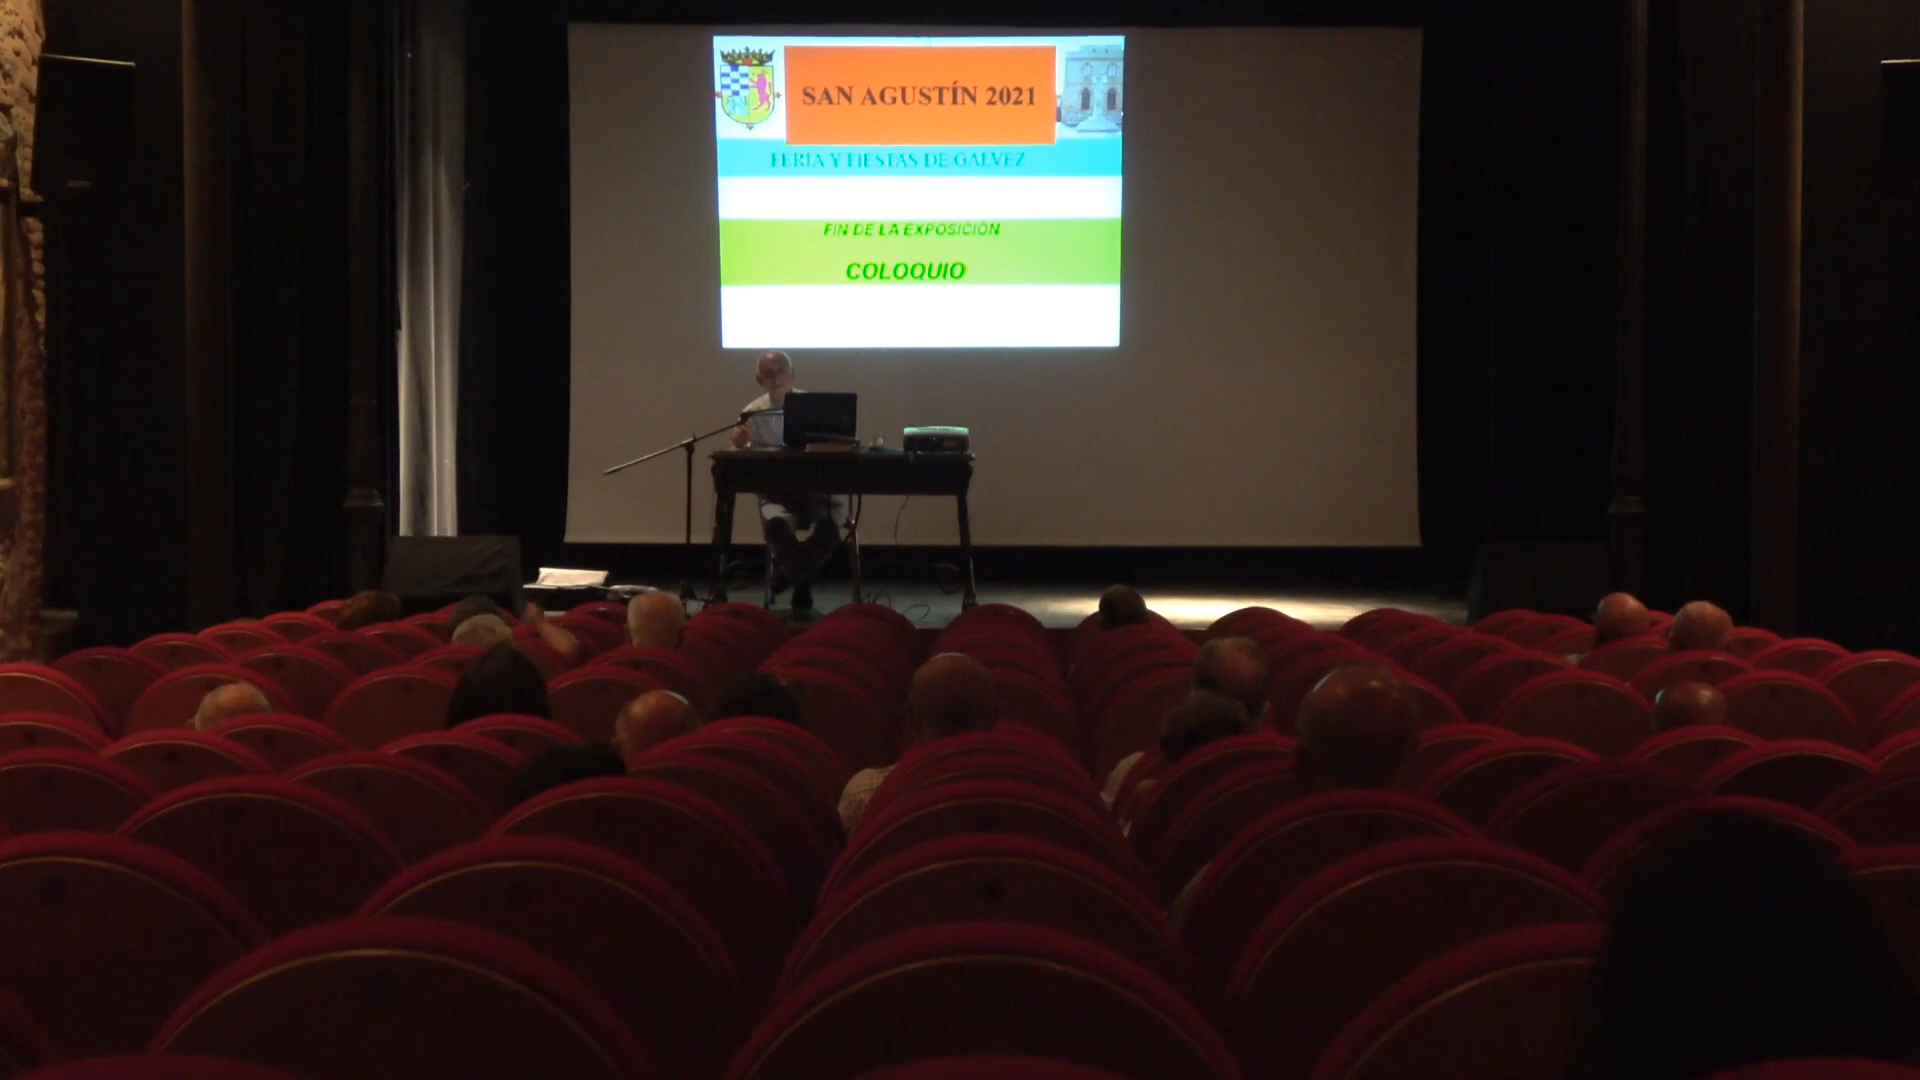 SAN AGUSTÍN 2021
FERIA Y FIESTAS DE GALVEZ
FIN DE LA EXPOSICIÓN
COLOQUIO